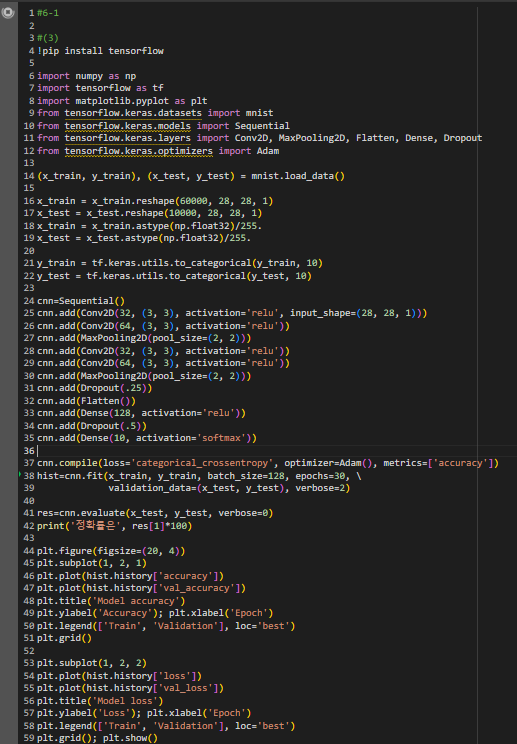 1 #6-1
2
3 #(3)
4 !pip install tensorflow
5
6 import numpy as np
7 import tensorflow as tf
8 import matplotlib.pyplot as plt
9 from tensorflow.keras.datasets import mnist
10 from tensorflow.keras.models import Sequential
11 from tensorflow.keras.layers import Conv2D, MaxPooling2D, Flatten, Dense, Dropout
12 from tensorflow.keras.optimizers import Adam
13
14 (x_train, y_train), (x_test, y_test) = mnist.load_data()
15
16 x_train = x_train.reshape(60000, 28, 28, 1)
17 x_test = x_test.reshape(10000, 28, 28, 1)
18 x_train = x_train.astype(np.float32)/255.
19 x_test = x_test.astype(np.float32)/255.
20
21 y_train = tf.keras.utils.to_categorical(y_train, 10)
22 y_test = tf.keras.utils.to_categorical(y_test, 10)
23
24 cnn=Sequential()
25 cnn.add(Conv2D(32, (3, 3), activation='relu', input_shape=(28, 28, 1)))
26 cnn.add(Conv2D(64, (3, 3), activation='relu'))
27 cnn.add(MaxPooling2D(pool_size=(2, 2)))
28 cnn.add(Conv2D(32, (3, 3), activation='relu'))
29 cnn.add(Conv2D(64, (3, 3), activation='relu'))
30 cnn.add(MaxPooling2D(pool_size=(2, 2)))
31 cnn.add(Dropout(.25))
32 cnn.add(Flatten())
33 cnn.add(Dense(128, activation='relu'))
34 cnn.add(Dropout(.5))
35 cnn.add(Dense(10, activation='softmax'))
36
37 cnn.compile(loss='categorical_crossentropy', optimizer=Adam(), metrics=['accuracy'])
38 hist=cnn.fit(x_train, y_train, batch_size=128, epochs=30, \
39 validation_data=(x_test, y_test), verbose=2)
40
41 res=cnn.evaluate(x_test, y_test, verbose=0)
42 print('정확률은', res[1]*100)
43
44 plt.figure(figsize=(20, 4))
45 plt.subplot(1, 2, 1)
46 plt.plot(hist.history['accuracy'])
47 plt.plot(hist.history['val_accuracy'])
48 plt.title('Model accuracy')
49 plt.ylabel('Accuracy'); plt.xlabel('Epoch')
50 plt.legend(['Train', 'Validation'], loc='best')
51 plt.grid()
52
53 plt.subplot(1, 2, 2)
54 plt.plot(hist.history['loss'])
55 plt.plot(hist.history['val_loss'])
56 plt.title('Model loss')
57 plt.ylabel('Loss'); plt.xlabel('Epoch')
58 plt.legend(['Train', 'Validation'], loc='best')
59 plt.grid(); plt.show()